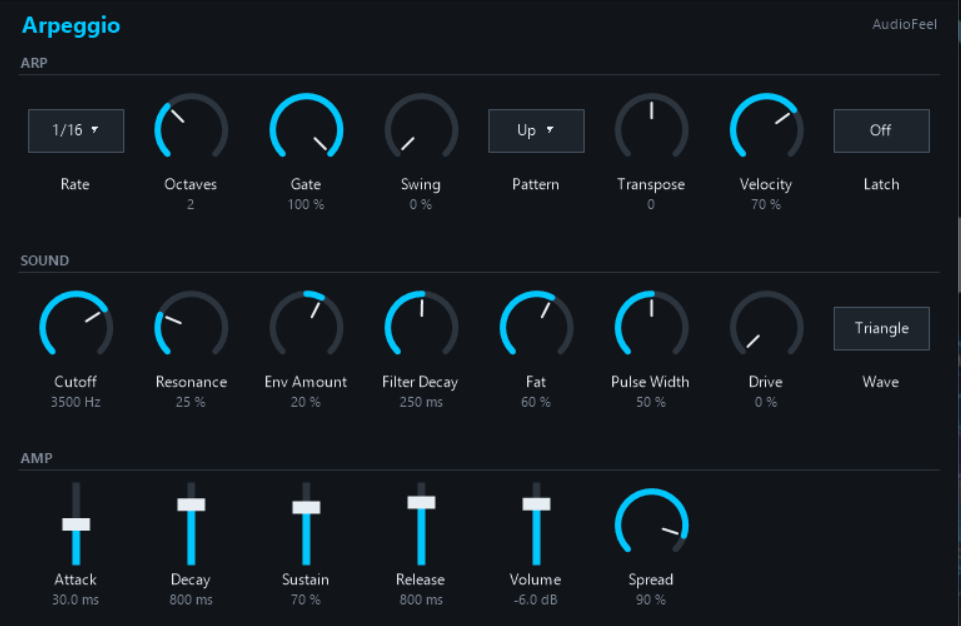 Arpeggio
AudioFeel
ARP
1/16 Up Off
Rate Octaves Gate Swing Pattern Transpose Velocity Latch
2 100 % 0 % 0 70 %
SOUND
Triangle
Cutoff Resonance Env Amount Filter Decay Fat Pulse Width Drive Wave
3500 Hz 25 % 20 % 250 ms 60 % 50 % 0 %
AMP
Attack Decay Sustain Release Volume Spread
30.0 ms 800 ms 70 % 800 ms -6.0 dB 90 %